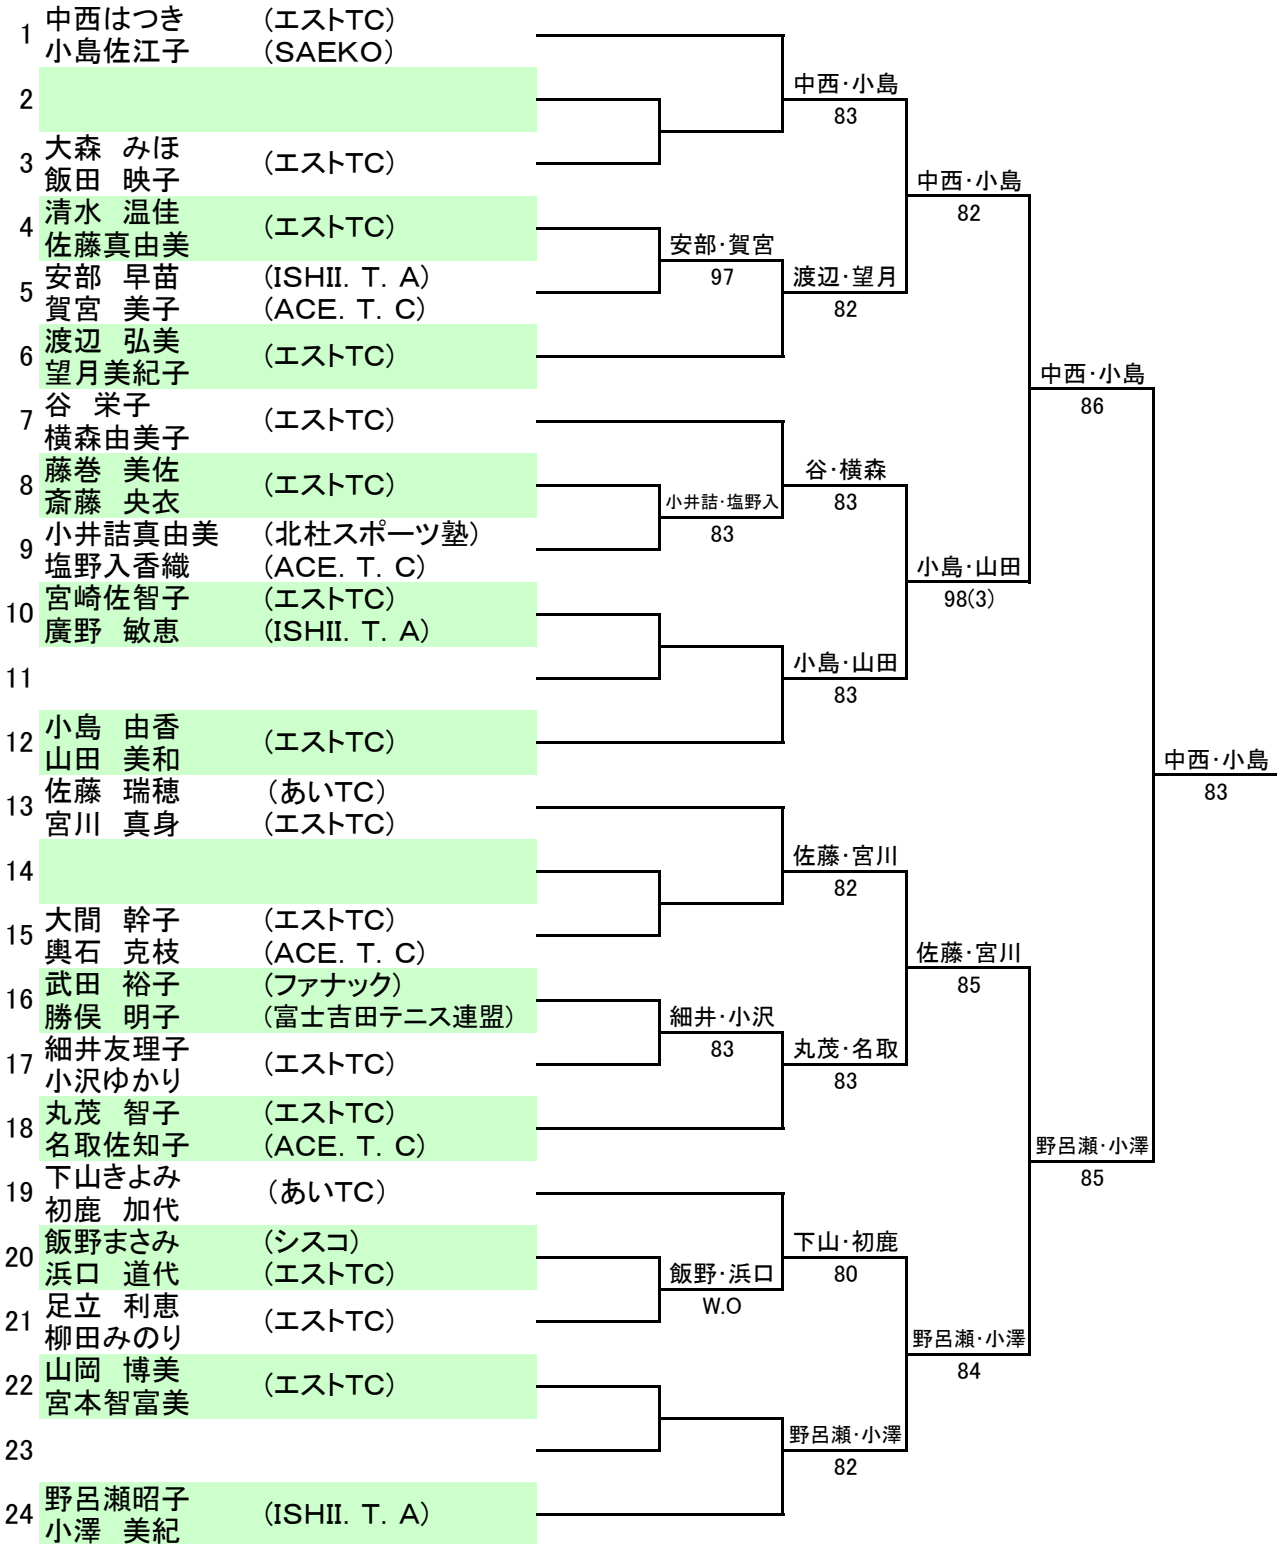 1 中西はつき (エストTC)
小島佐江子 (SAEKO)
2
3 大森 みほ (エストTC)
飯田 映子
4 清水 温佳 (エストTC)
佐藤真由美
5 安部 早苗 (ISHII. T. A)
賀宮 美子 (ACE. T. C)
6 渡辺 弘美 (エストTC)
望月美紀子
7 谷 栄子 (エストTC)
横森由美子
8 藤巻 美佐 (エストTC)
斎藤 央衣
9 小井詰真由美 (北杜スポーツ塾)
塩野入香織 (ACE. T. C)
10 宮崎佐智子 (エストTC)
廣野 敏恵 (ISHII. T. A)
11
12 小島 由香 (エストTC)
山田 美和
13 佐藤 瑞穂 (あいTC)
宮川 真身 (エストTC)
14
15 大間 幹子 (エストTC)
輿石 克枝 (ACE. T. C)
16 武田 裕子 (ファナック)
勝俣 明子 (富士吉田テニス連盟)
17 細井友理子 (エストTC)
小沢ゆかり
18 丸茂 智子 (エストTC)
名取佐知子 (ACE. T. C)
19 下山きよみ (あいTC)
初鹿 加代
20 飯野まさみ (シスコ)
浜口 道代 (エストTC)
21 足立 利恵 (エストTC)
柳田みのり
22 山岡 博美 (エストTC)
宮本智富美
23
24 野呂瀬昭子 (ISHII. T. A)
小澤 美紀
安部・賀宮
97
小井詰・塩野入
83
細井・小沢
83
飯野・浜口
W.O
中西・小島
83
渡辺・望月
82
谷・横森
83
小島・山田
83
佐藤・宮川
82
丸茂・名取
83
下山・初鹿
80
野呂瀬・小澤
82
中西・小島
82
小島・山田
98(3)
佐藤・宮川
85
野呂瀬・小澤
84
中西・小島
86
野呂瀬・小澤
85
中西・小島
83